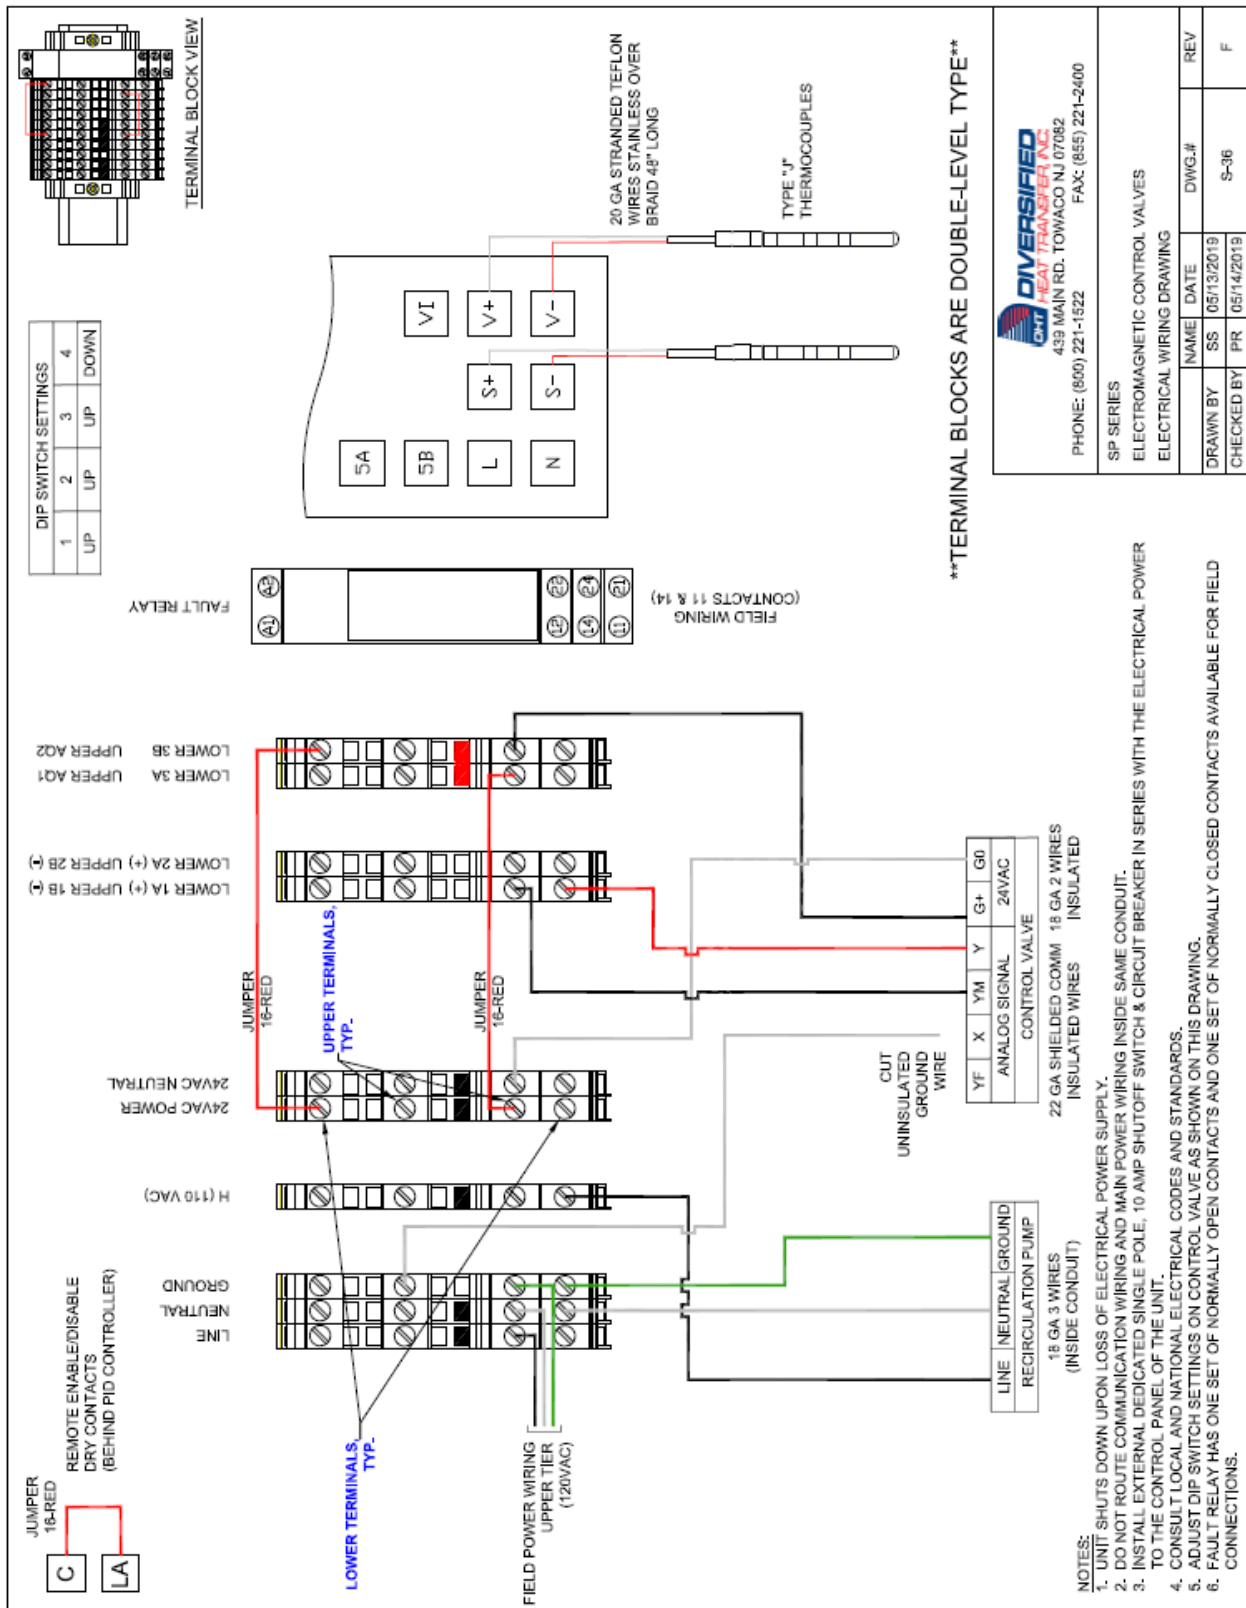 JUMPER
16-RED
C
LA
REMOTE ENABLE/DISABLE
DRY CONTACTS
(BEHIND PID CONTROLLER)
DIP SWITCH SETTINGS
1 2 3 4
UP UP UP DOWN
TERMINAL BLOCK VIEW
LINE
NEUTRAL
GROUND
H (110 VAC)
24VAC POWER
24VAC NEUTRAL
LOWER 1A (+) UPPER 1B (-)
LOWER 2A (+) UPPER 2B (-)
LOWER 3A UPPER AQ1
LOWER 3B UPPER AQ2
JUMPER
16-RED
JUMPER
16-RED
UPPER TERMINALS,
TYP.
LOWER TERMINALS,
TYP.
FIELD POWER WIRING
UPPER TIER
(120VAC)
FAULT RELAY
A1 A2
12 22
14 24
11 21
FIELD WIRING
(CONTACTS 11 & 14)
5A
5B VI
L S+ V+
N S- V-
20 GA STRANDED TEFLON
WIRES STAINLESS OVER
BRAID 48" LONG
TYPE "J"
THERMOCOUPLES
CUT
UNINSULATED
GROUND
WIRE
LINE NEUTRAL GROUND
RECIRCULATION PUMP
18 GA 3 WIRES
(INSIDE CONDUIT)
YF X YM Y G+ G0
ANALOG SIGNAL 24VAC
CONTROL VALVE
22 GA SHIELDED COMM
INSULATED WIRES
18 GA 2 WIRES
INSULATED
**TERMINAL BLOCKS ARE DOUBLE-LEVEL TYPE**
NOTES:
1. UNIT SHUTS DOWN UPON LOSS OF ELECTRICAL POWER SUPPLY.
2. DO NOT ROUTE COMMUNICATION WIRING AND MAIN POWER WIRING INSIDE SAME CONDUIT.
3. INSTALL EXTERNAL DEDICATED SINGLE POLE, 10 AMP SHUTOFF SWITCH & CIRCUIT BREAKER IN SERIES WITH THE ELECTRICAL POWER
TO THE CONTROL PANEL OF THE UNIT.
4. CONSULT LOCAL AND NATIONAL ELECTRICAL CODES AND STANDARDS.
5. ADJUST DIP SWITCH SETTINGS ON CONTROL VALVE AS SHOWN ON THIS DRAWING.
6. FAULT RELAY HAS ONE SET OF NORMALLY OPEN CONTACTS AND ONE SET OF NORMALLY CLOSED CONTACTS AVAILABLE FOR FIELD
CONNECTIONS.
DHT DIVERSIFIED
HEAT TRANSFER, INC.
439 MAIN RD. TOWACO NJ 07082
PHONE: (800) 221-1522 FAX: (855) 221-2400
SP SERIES
ELECTROMAGNETIC CONTROL VALVES
ELECTRICAL WIRING DRAWING
NAME DATE DWG.# REV
DRAWN BY SS 05/13/2019 S-36 F
CHECKED BY PR 05/14/2019